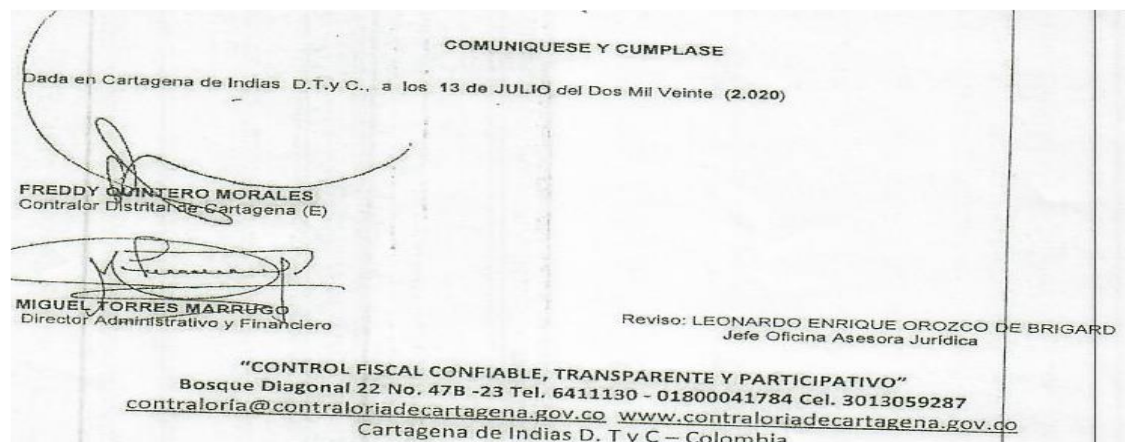 COMUNIQUESE Y CUMPLASE
Dada en Cartagena de Indias D.T.y C., a los 13 de JULIO del Dos Mil Veinte (2.020)
FREDDY QUINTERO MORALES
Contralor Distrital de Cartagena (E)
MIGUEL TORRES MARRUGO
Director Administrativo y Financiero
Reviso: LEONARDO ENRIQUE OROZCO DE BRIGARD
Jefe Oficina Asesora Jurídica
"CONTROL FISCAL CONFIABLE, TRANSPARENTE Y PARTICIPATIVO"
Bosque Diagonal 22 No. 47B -23 Tel. 6411130 - 01800041784 Cel. 3013059287
contraloria@contraloriadecartagena.gov.co www.contraloriadecartagena.gov.co
Cartagena de Indias D. T y C – Colombia